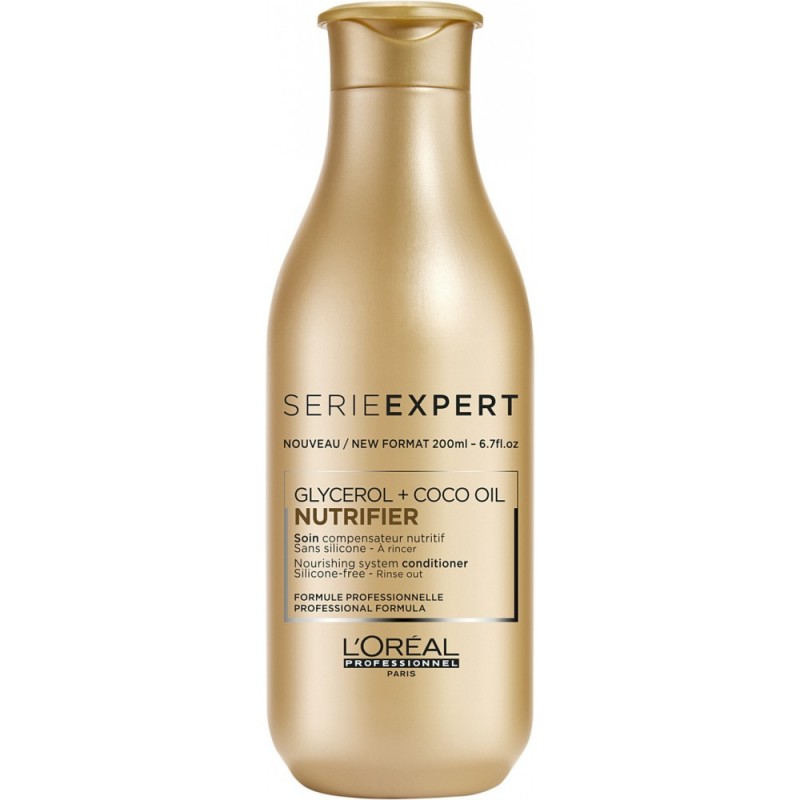 SERIEEXPERT
NOUVEAU / NEW FORMAT 200ml - 6.7fl.oz
GLYCEROL + COCO OIL
NUTRIFIER
Soin compensateur nutritif
Sans silicone - À rincer
Nourishing system conditioner
Silicone-free - Rinse out
FORMULE PROFESSIONNELLE
PROFESSIONAL FORMULA
L'ORÉAL
PROFESSIONNEL
PARIS